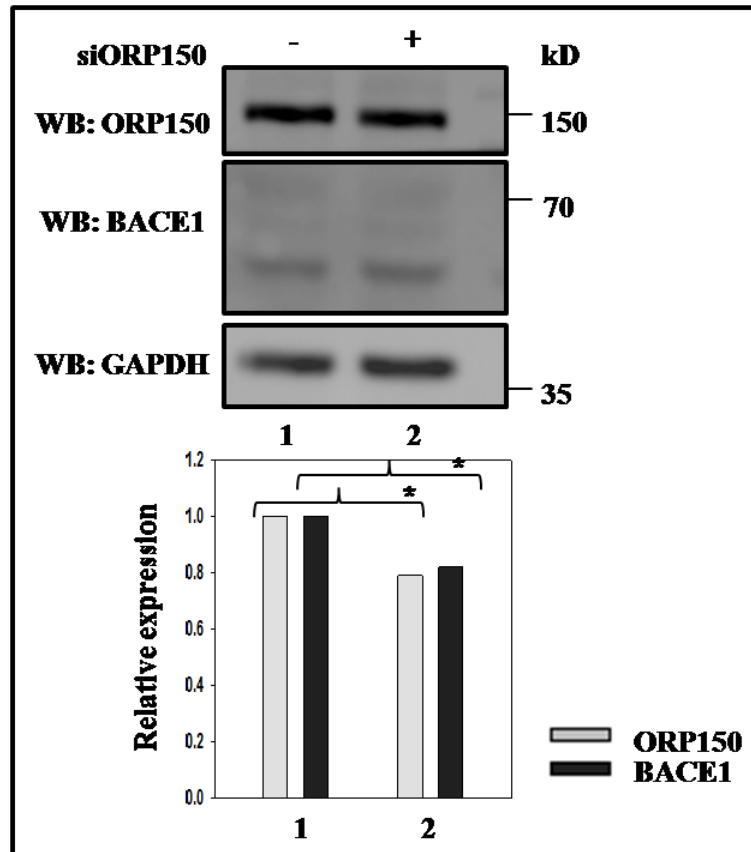 siORP150 - + kD
WB: ORP150 150
WB: BACE1 70
WB: GAPDH 35
1 2
* *
1.2
1.0
0.8
0.6
0.4
0.2
0.0
Relative expression
1 2
ORP150
BACE1